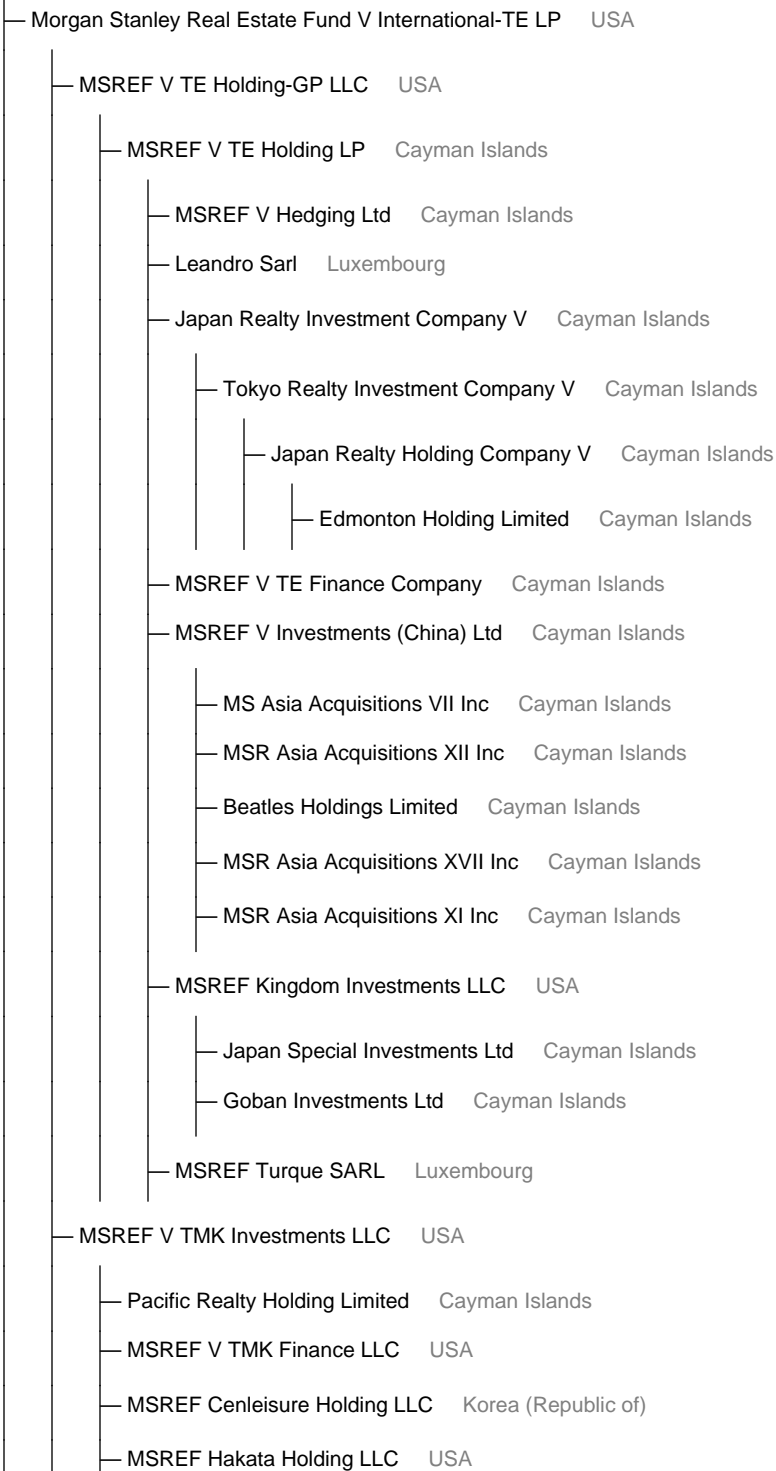 Morgan Stanley Real Estate Fund V International-TE LP USA
MSREF V TE Holding-GP LLC USA
MSREF V TE Holding LP Cayman Islands
MSREF V Hedging Ltd Cayman Islands
Leandro Sarl Luxembourg
Japan Realty Investment Company V Cayman Islands
Tokyo Realty Investment Company V Cayman Islands
Japan Realty Holding Company V Cayman Islands
Edmonton Holding Limited Cayman Islands
MSREF V TE Finance Company Cayman Islands
MSREF V Investments (China) Ltd Cayman Islands
MS Asia Acquisitions VII Inc Cayman Islands
MSR Asia Acquisitions XII Inc Cayman Islands
Beatles Holdings Limited Cayman Islands
MSR Asia Acquisitions XVII Inc Cayman Islands
MSR Asia Acquisitions XI Inc Cayman Islands
MSREF Kingdom Investments LLC USA
Japan Special Investments Ltd Cayman Islands
Goban Investments Ltd Cayman Islands
MSREF Turque SARL Luxembourg
MSREF V TMK Investments LLC USA
Pacific Realty Holding Limited Cayman Islands
MSREF V TMK Finance LLC USA
MSREF Cenleisure Holding LLC Korea (Republic of)
MSREF Hakata Holding LLC USA